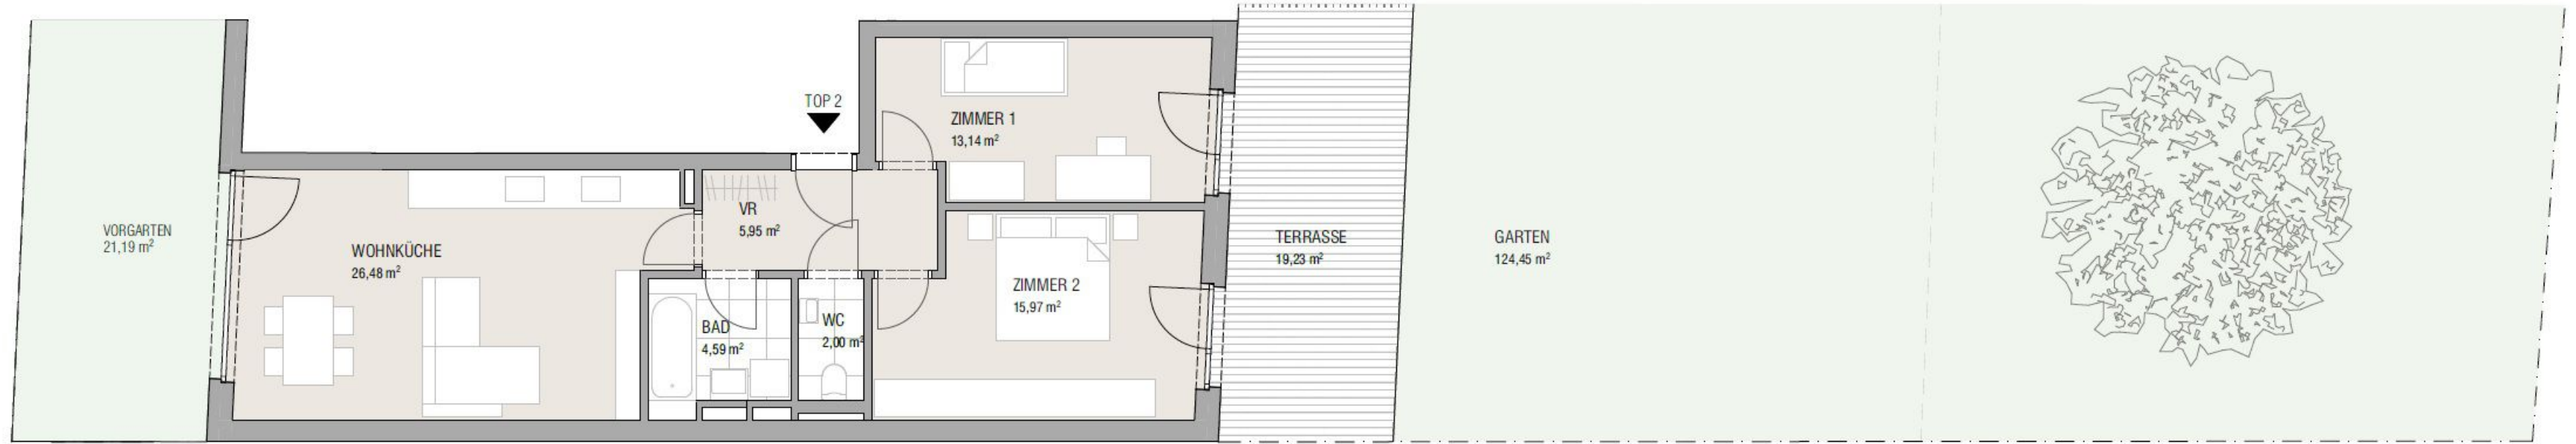 VORGARTEN
21,19 m²
WOHNKÜCHE
26,48 m²
VR
5,95 m²
TOP 2
BAD
4,59 m²
WC
2,00 m²
ZIMMER 1
13,14 m²
ZIMMER 2
15,97 m²
TERRASSE
19,23 m²
GARTEN
124,45 m²